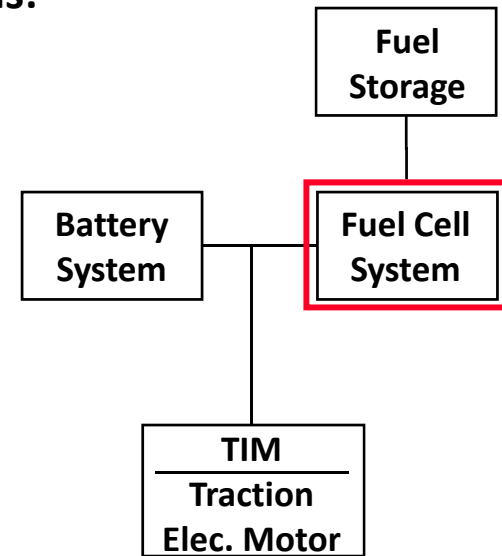 Fuel
Storage
Battery
System
Fuel Cell
System
TIM
Traction
Elec. Motor